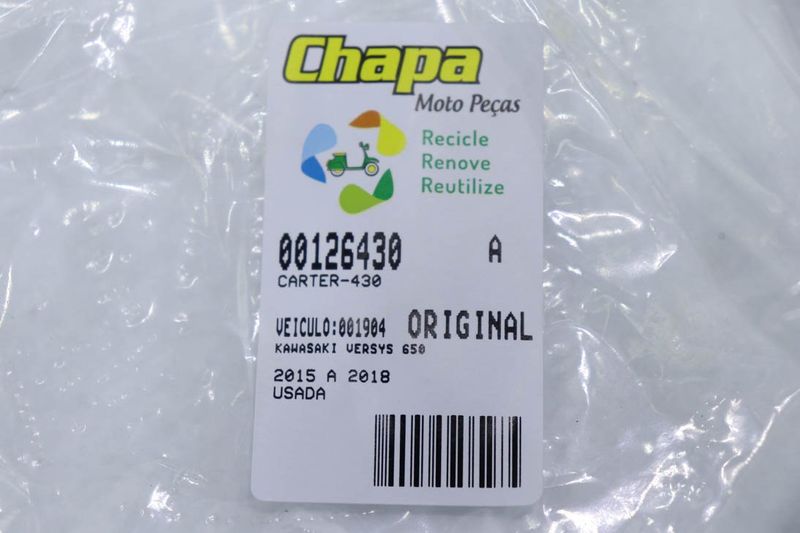 Chapa
Moto Peças
Recicle
Renove
Reutilize
00126430 A
CARTER-430
VEICULO:001904 ORIGINAL
KAWASAKI VERSYS 650
2015 A 2018
USADA